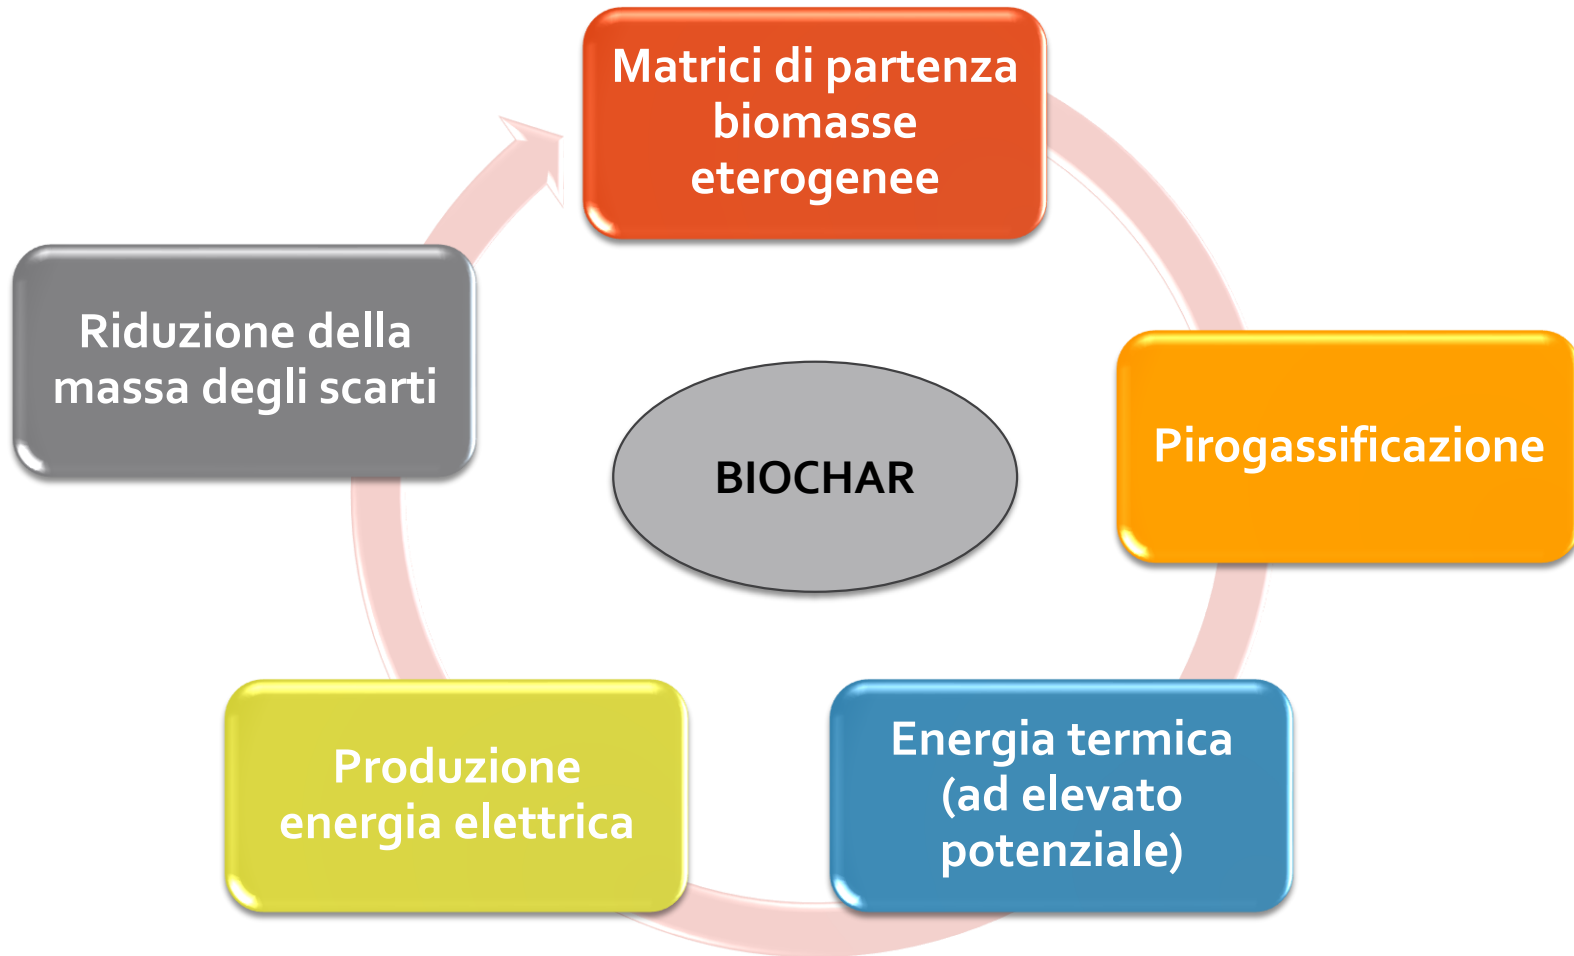 Matrici di partenza
biomasse
eterogenee
Pirogassificazione
Energia termica
(ad elevato
potenziale)
Produzione
energia elettrica
Riduzione della
massa degli scarti
BIOCHAR